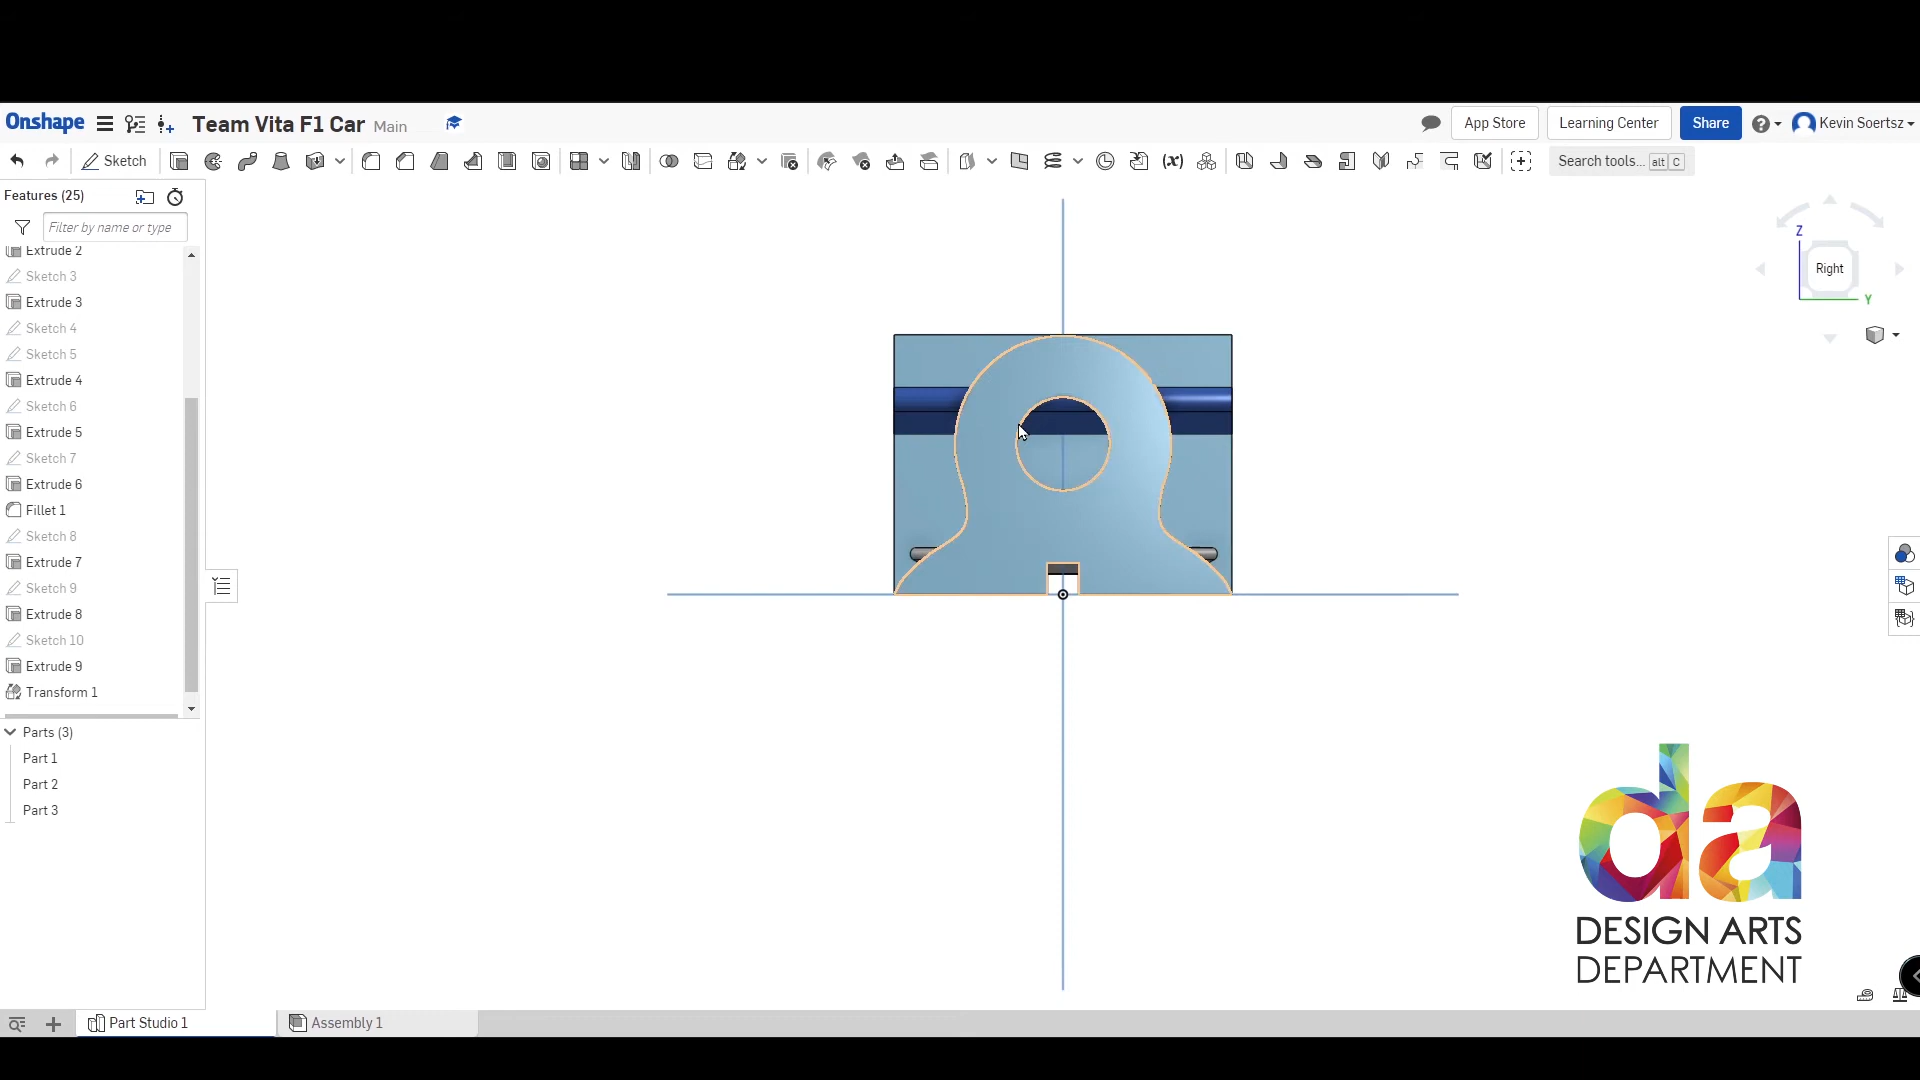 Onshape
Team Vita F1 Car Main
App Store
Learning Center
Share
Kevin Soertsz
Sketch
Search tools... alt C
Features (25)
Filter by name or type
Extrude 2
Sketch 3
Extrude 3
Sketch 4
Sketch 5
Extrude 4
Sketch 6
Extrude 5
Sketch 7
Extrude 6
Fillet 1
Sketch 8
Extrude 7
Sketch 9
Extrude 8
Sketch 10
Extrude 9
Transform 1
Parts (3)
Part 1
Part 2
Part 3
Z
Right
Y
da
DESIGN ARTS
DEPARTMENT
Part Studio 1
Assembly 1